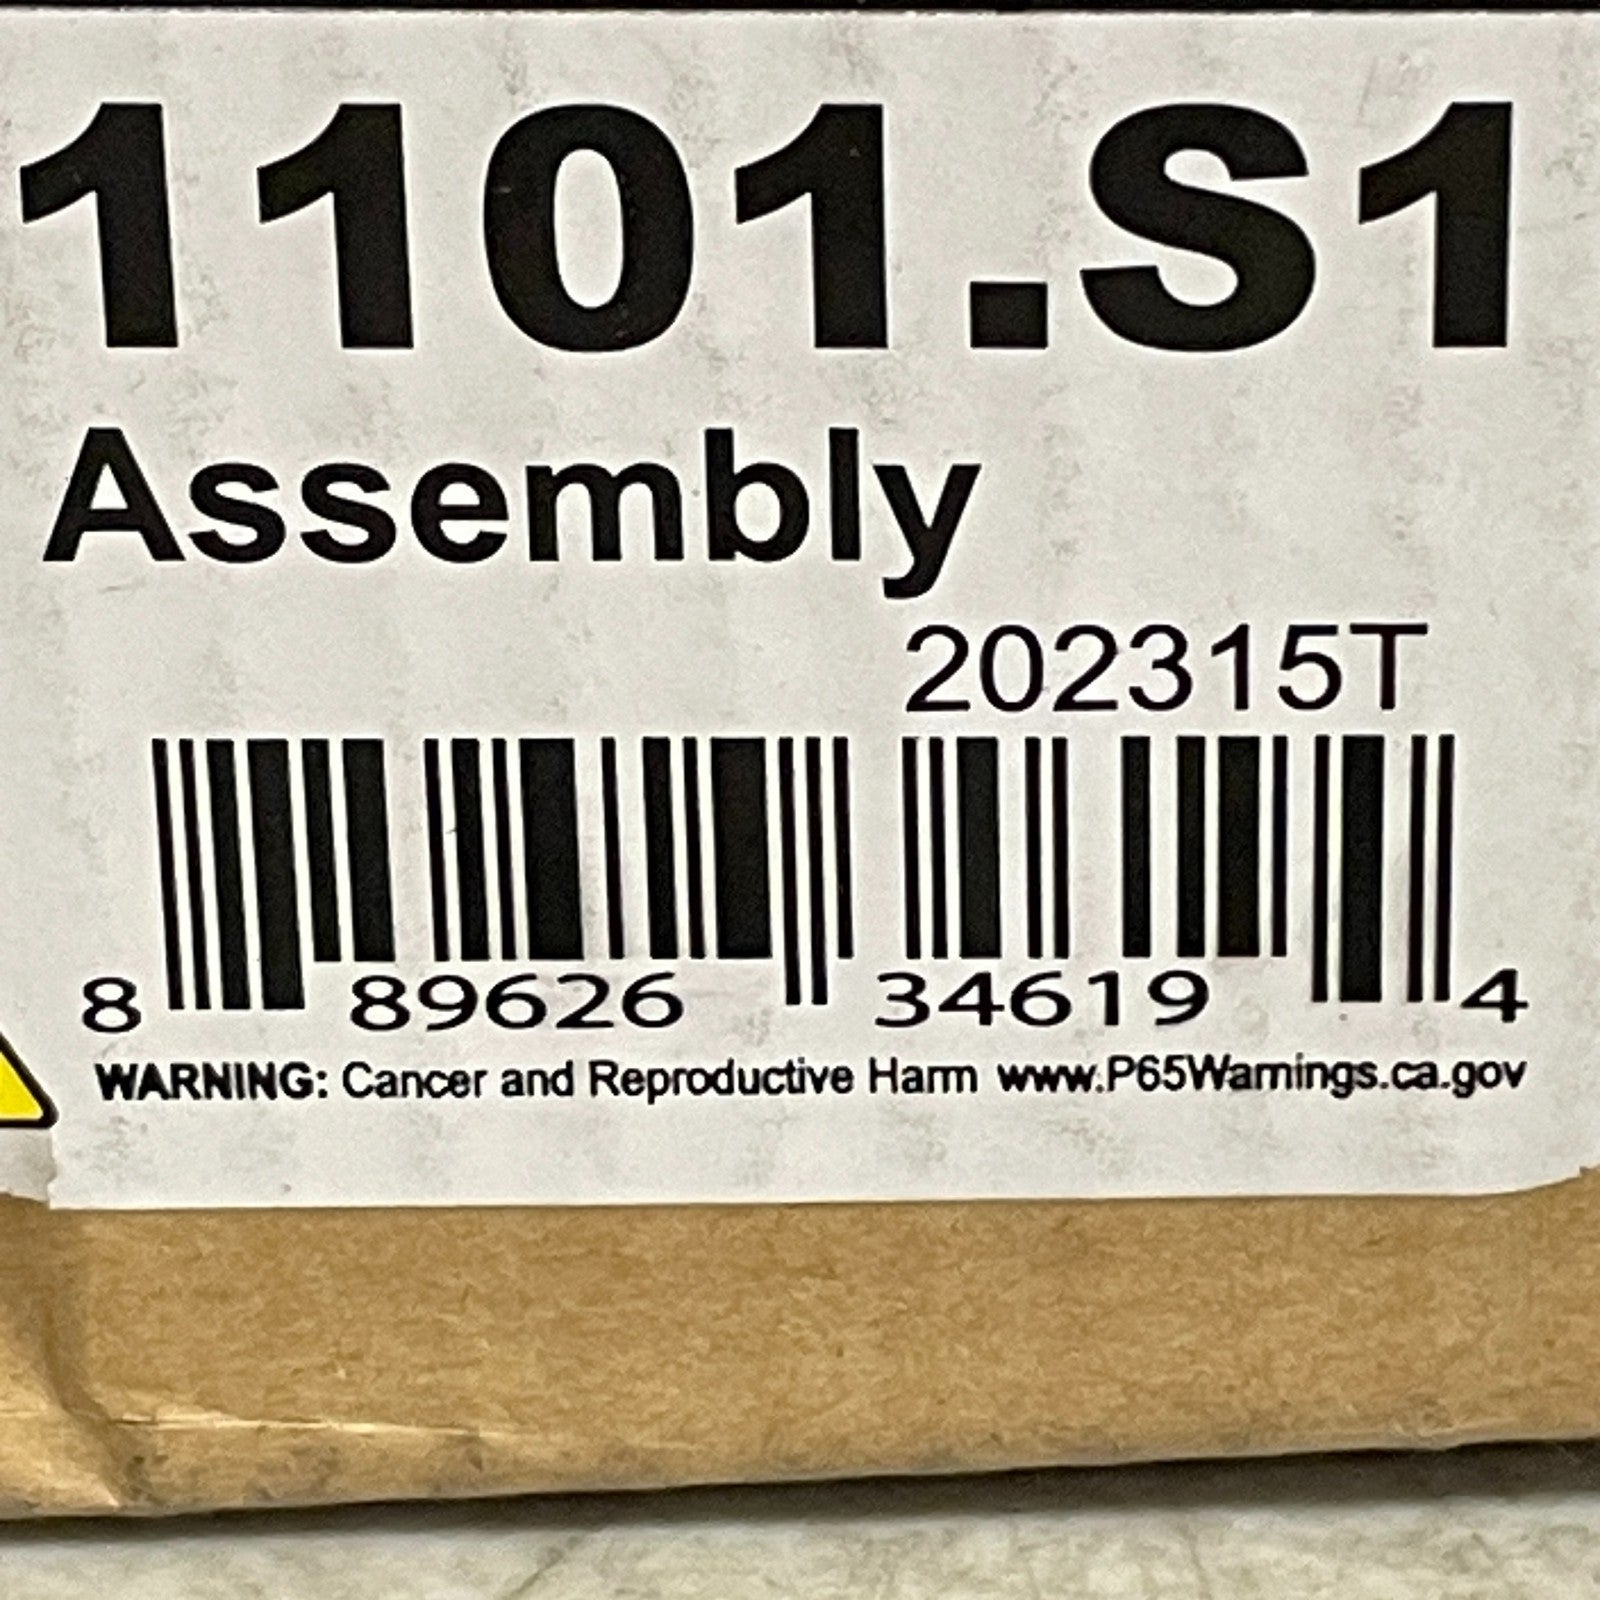 1101.S1
Assembly
202315T
8 89626 34619 4
WARNING: Cancer and Reproductive Harm www.P65Warnings.ca.gov